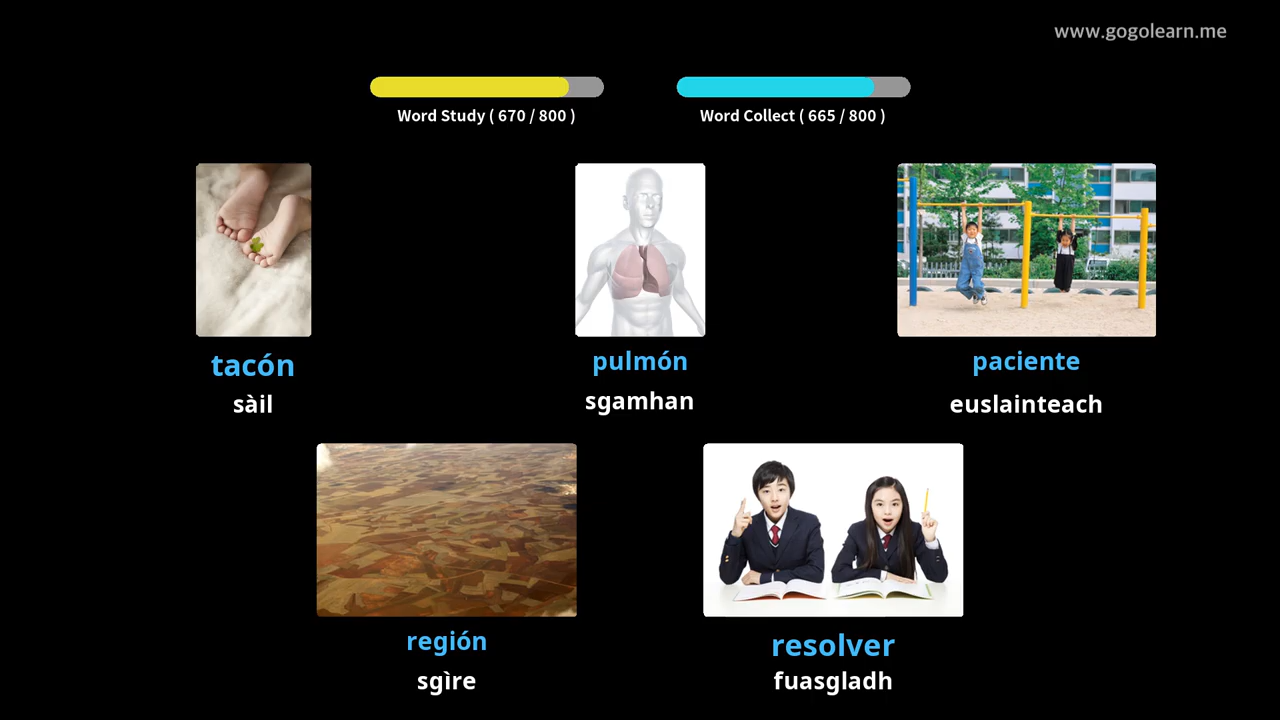 www.gogolearn.me
Word Study ( 670 / 800 )
Word Collect ( 665 / 800 )
tacón
sàil
pulmón
sgamhan
paciente
euslainteach
región
sgìre
resolver
fuasgladh